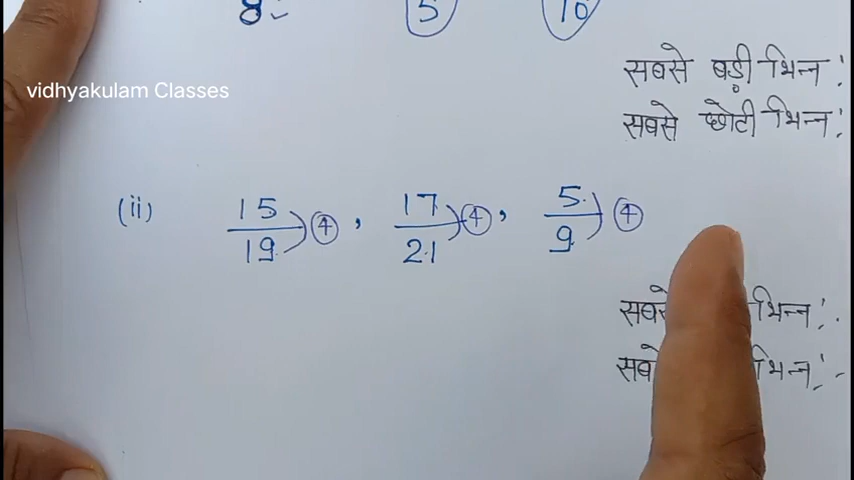 8:- 5 10
सबसे बड़ी भिन्न :
vidhyakulam Classes
सबसे छोटी भिन्न :
(ii) 15/19 ④, 17/21 ④, 5/9 ④
भिन्न :
भिन्न :-